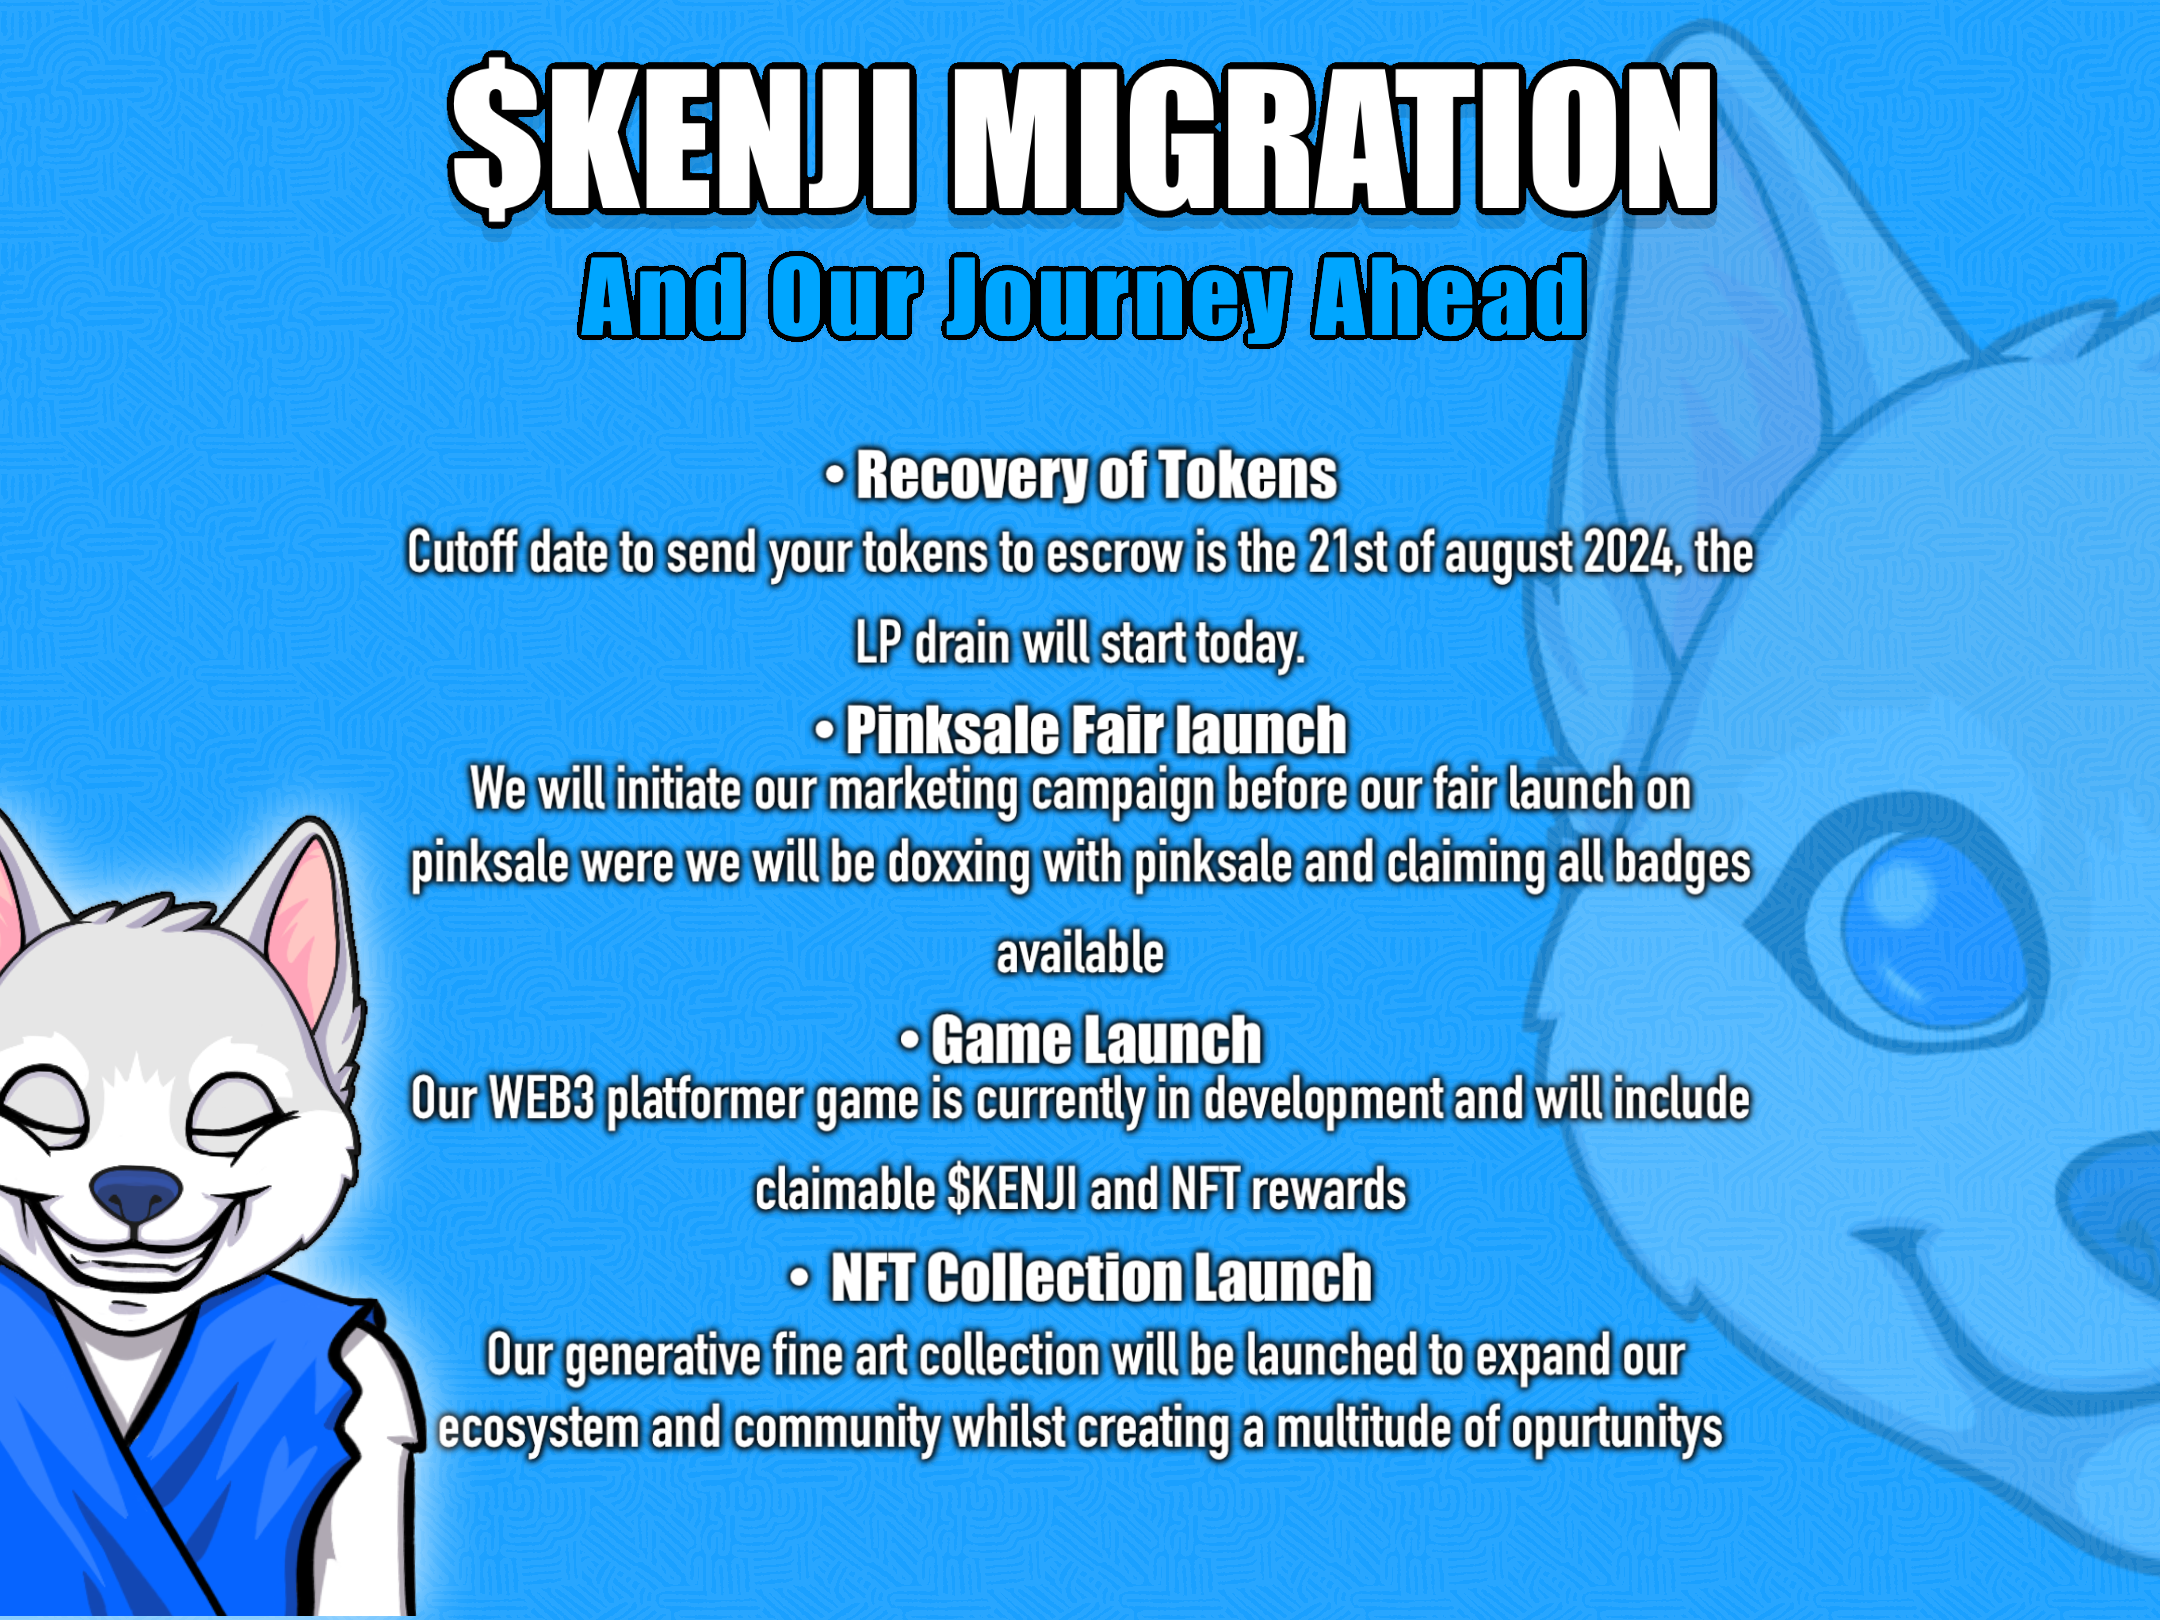 $KENJI MIGRATION
And Our Journey Ahead
• Recovery of Tokens
Cutoff date to send your tokens to escrow is the 21st of august 2024, the
LP drain will start today.
• Pinksale Fair launch
We will initiate our marketing campaign before our fair launch on
pinksale were we will be doxxing with pinksale and claiming all badges
available
• Game Launch
Our WEB3 platformer game is currently in development and will include
claimable $KENJI and NFT rewards
• NFT Collection Launch
Our generative fine art collection will be launched to expand our
ecosystem and community whilst creating a multitude of opurtunitys